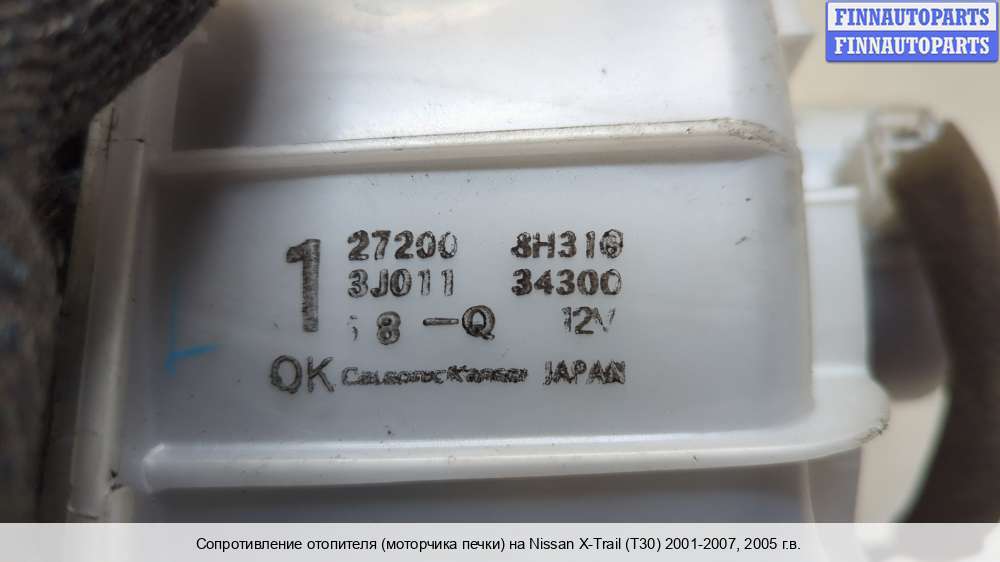 FINNAUTOPARTS
FINNAUTOPARTS
1 27200 8H310
3J011 34300
8 -Q 12V
OK CalsonicKansei JAPAN
Сопротивление отопителя (моторчика печки) на Nissan X-Trail (T30) 2001-2007, 2005 г.в.